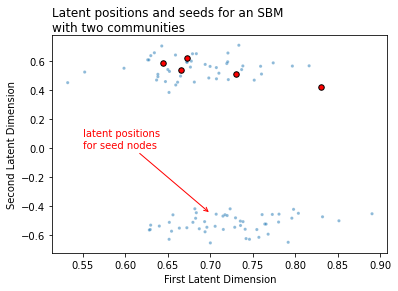 Latent positions and seeds for an SBM
with two communities
Second Latent Dimension
0.6
0.4
0.2
0.0
−0.2
−0.4
−0.6
latent positions
for seed nodes
0.55
0.60
0.65
0.70
0.75
0.80
0.85
0.90
First Latent Dimension